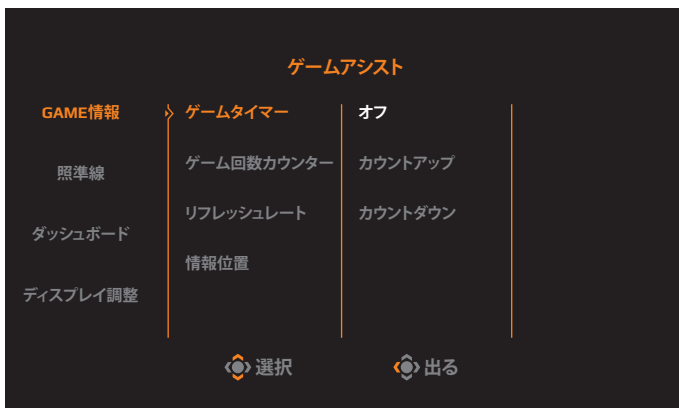 ゲームアシスト
GAME情報
照準線
ダッシュボード
ディスプレイ調整
ゲームタイマー
ゲーム回数カウンター
リフレッシュレート
情報位置
オフ
カウントアップ
カウントダウン
選択
出る